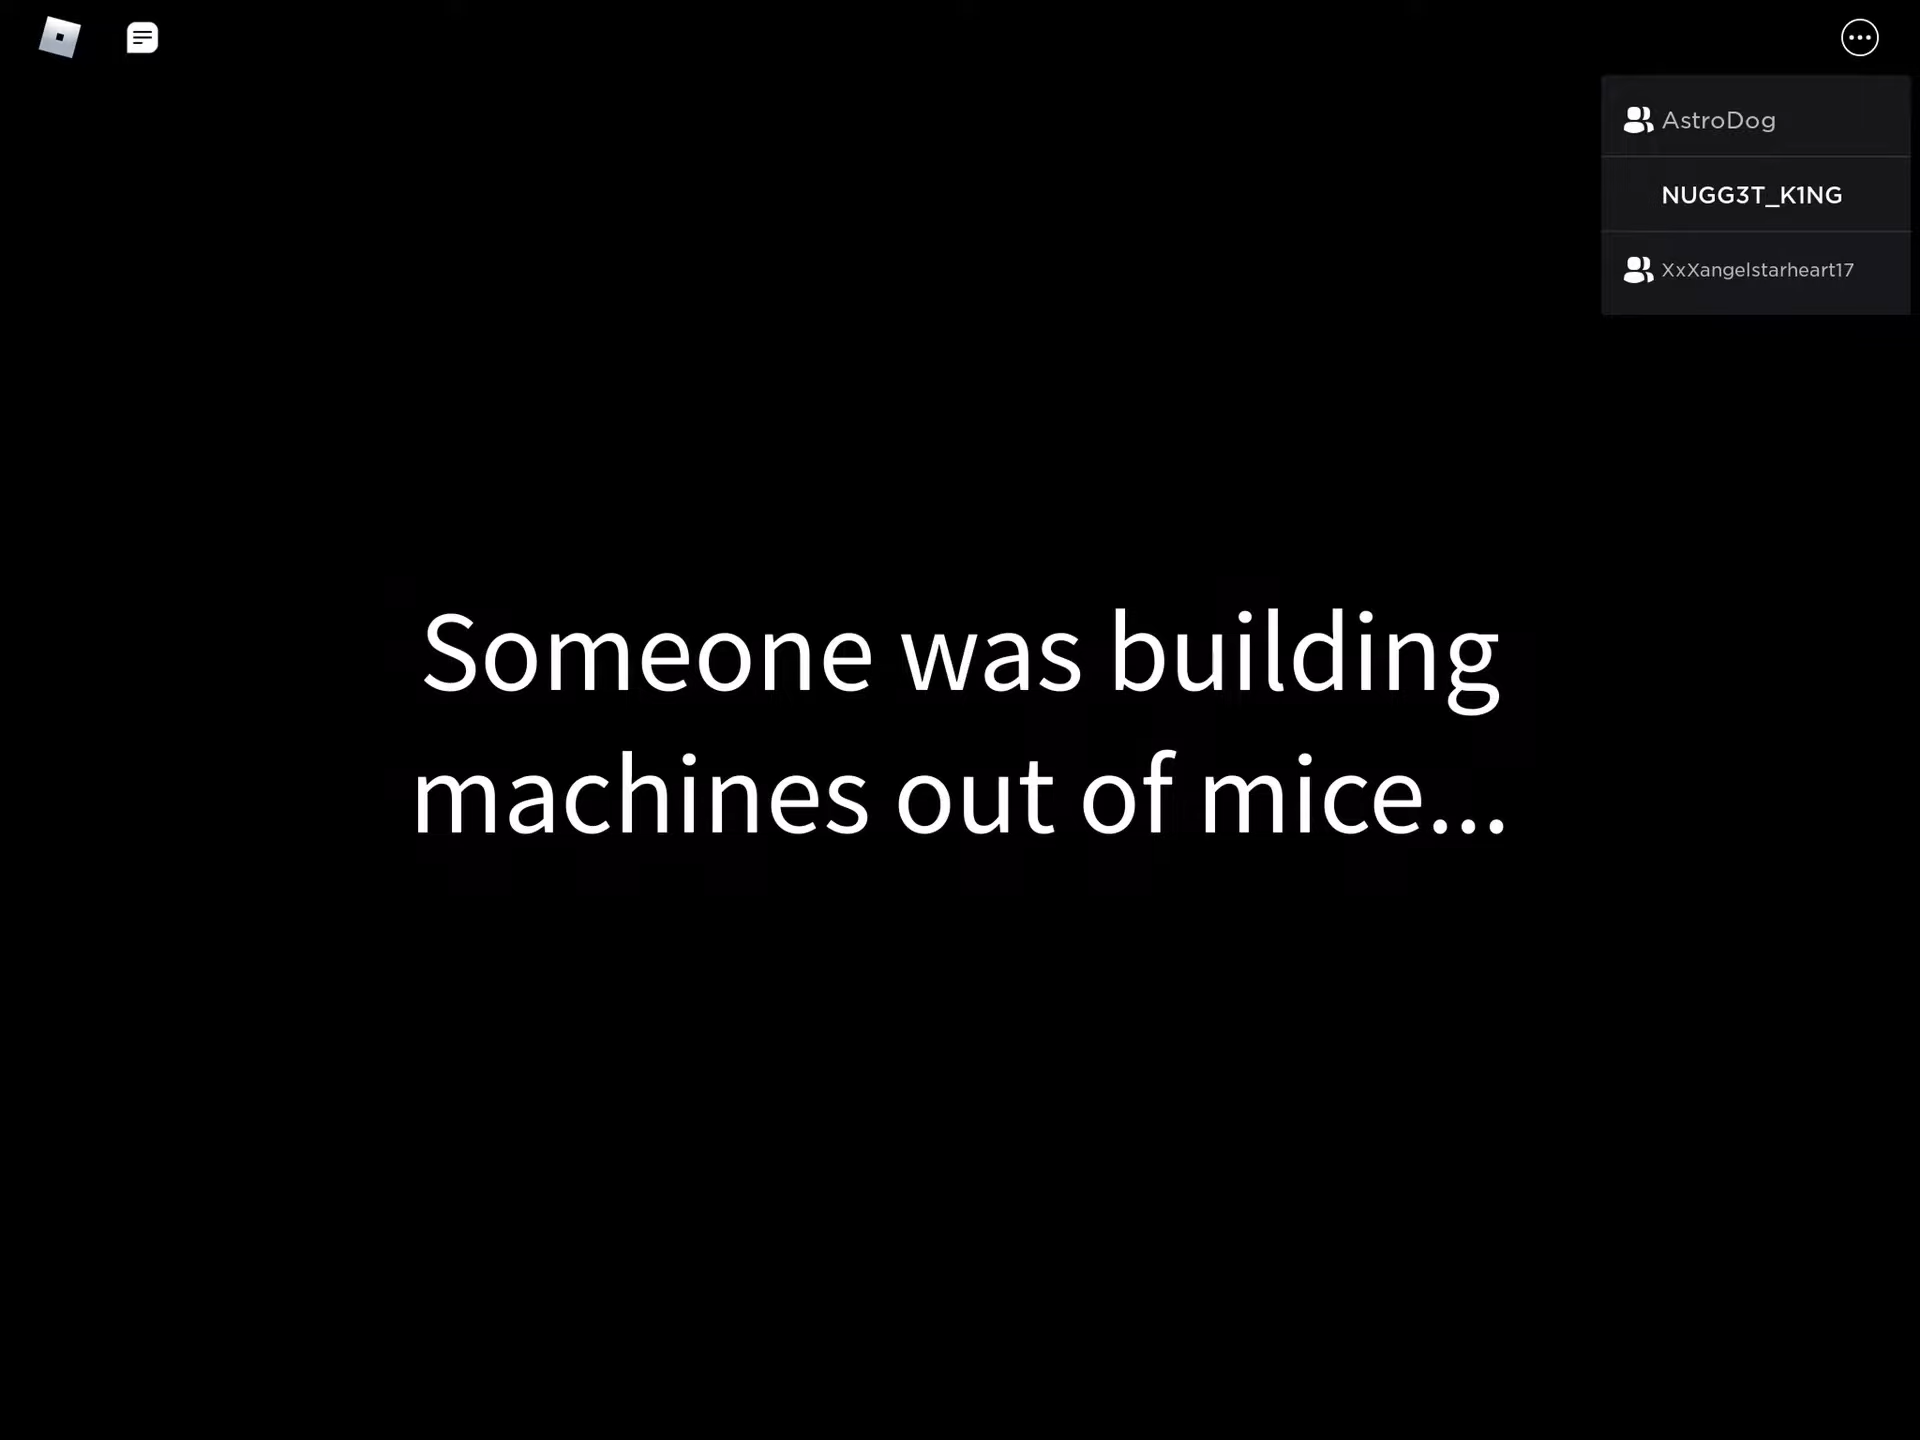 AstroDog
NUGG3T_K1NG
XxXangelstarheart17
Someone was building
machines out of mice...